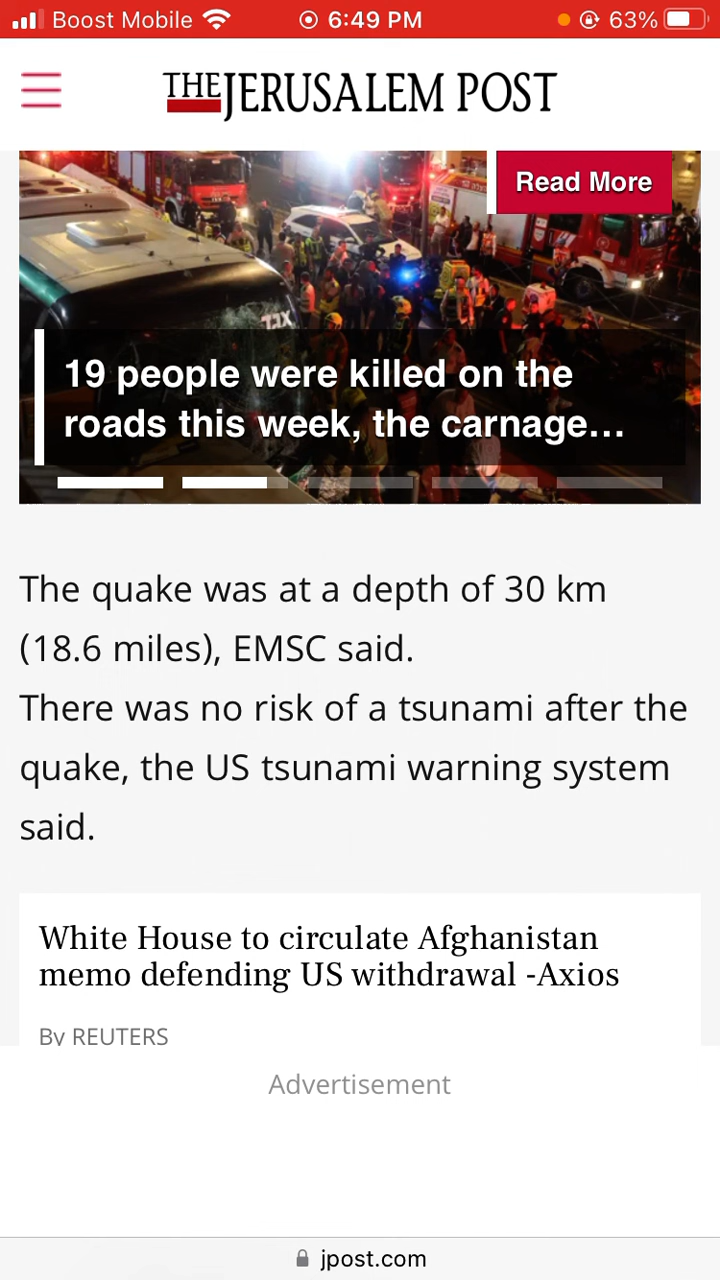 Boost Mobile 6:49 PM 63%
THE JERUSALEM POST
Read More
אגד
19 people were killed on the
roads this week, the carnage...
The quake was at a depth of 30 km
(18.6 miles), EMSC said.
There was no risk of a tsunami after the
quake, the US tsunami warning system
said.
White House to circulate Afghanistan
memo defending US withdrawal -Axios
By REUTERS
Advertisement
jpost.com